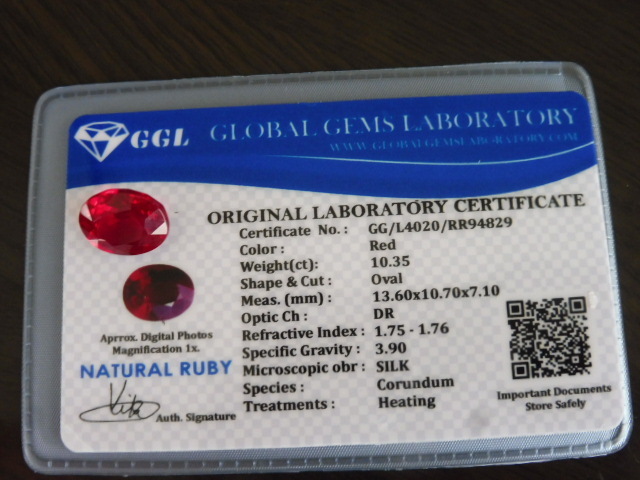 GGL GLOBAL GEMS LABORATORY
WWW.GLOBALGEMSLABORATORY.COM
ORIGINAL LABORATORY CERTIFICATE
Certificate No. : GG/L4020/RR94829
Color : Red
Weight(ct): 10.35
Shape & Cut : Oval
Meas. (mm) : 13.60x10.70x7.10
Optic Ch : DR
Refractive Index : 1.75 - 1.76
Specific Gravity : 3.90
Microscopic obr : SILK
Species : Corundum
Treatments : Heating
Aprrox. Digital Photos
Magnification 1x.
NATURAL RUBY
Auth. Signature
Important Documents
Store Safely